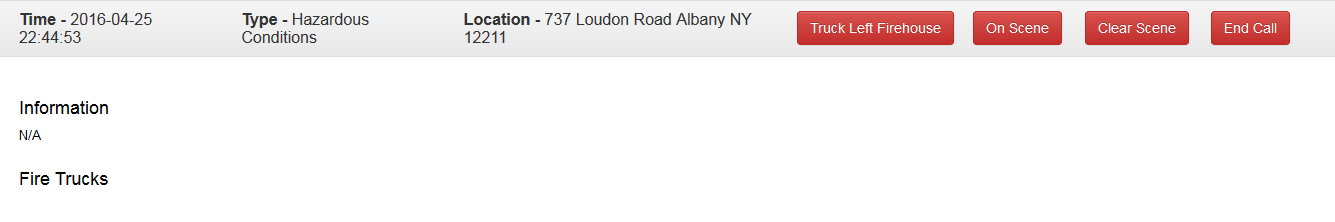 Time - 2016-04-25
22:44:53
Type - Hazardous
Conditions
Location - 737 Loudon Road Albany NY
12211
Truck Left Firehouse
On Scene
Clear Scene
End Call
Information
N/A
Fire Trucks